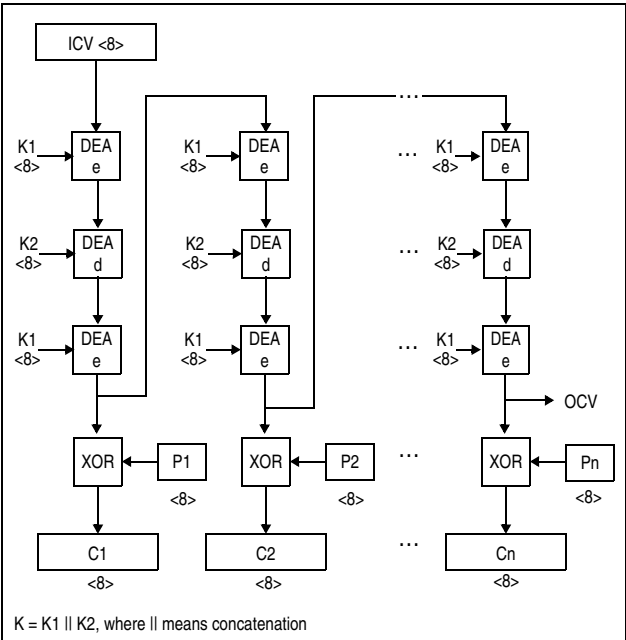 ICV <8>
...
K1 <8> DEA e K1 <8> DEA e ... K1 <8> DEA e
K2 <8> DEA d K2 <8> DEA d ... K2 <8> DEA d
K1 <8> DEA e K1 <8> DEA e ... K1 <8> DEA e
OCV
XOR P1 XOR P2 ... XOR Pn
<8> <8> <8>
C1 C2 ... Cn
<8> <8> <8>
K = K1 || K2, where || means concatenation